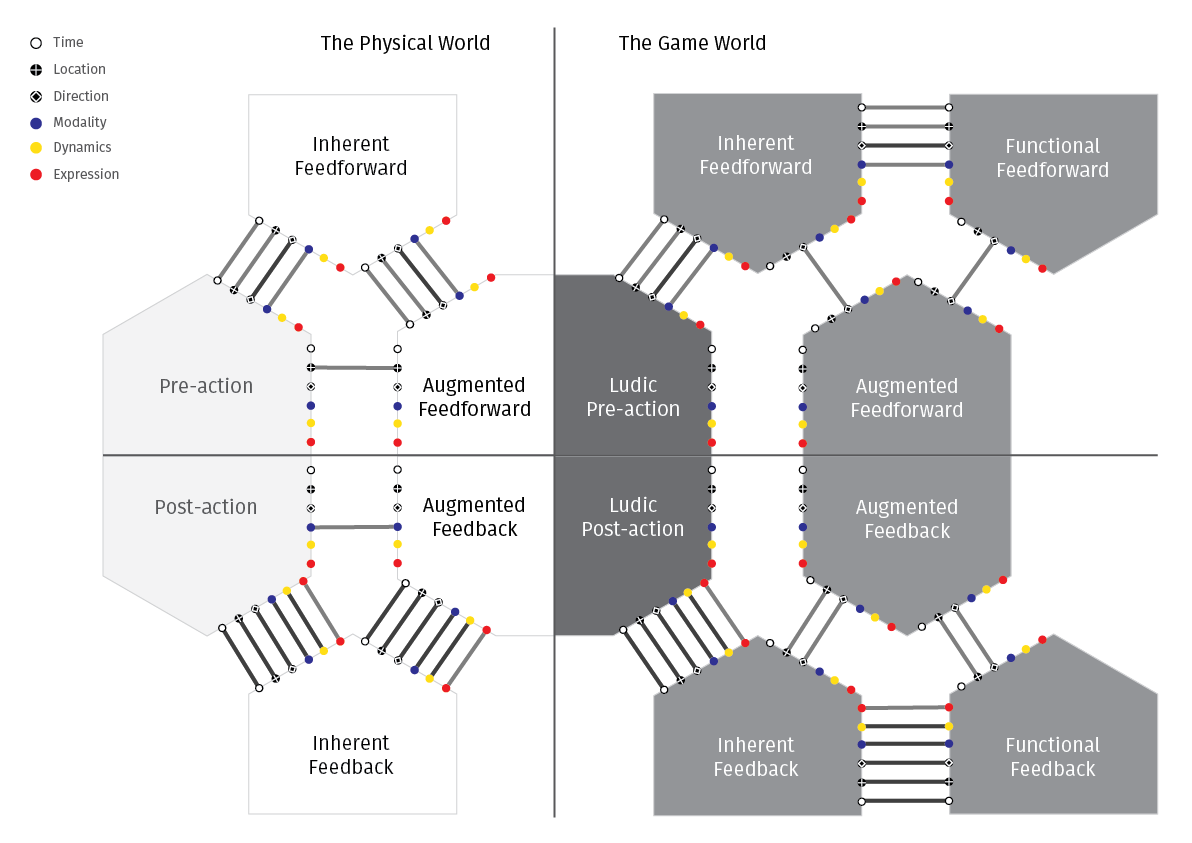 The Physical World
The Game World
Time
Location
Direction
Modality
Dynamics
Expression
Inherent
Feedforward
Inherent
Feedforward
Functional
Feedforward
Pre-action
Augmented
Feedforward
Ludic
Pre-action
Augmented
Feedforward
Post-action
Augmented
Feedback
Ludic
Post-action
Augmented
Feedback
Inherent
Feedback
Inherent
Feedback
Functional
Feedback